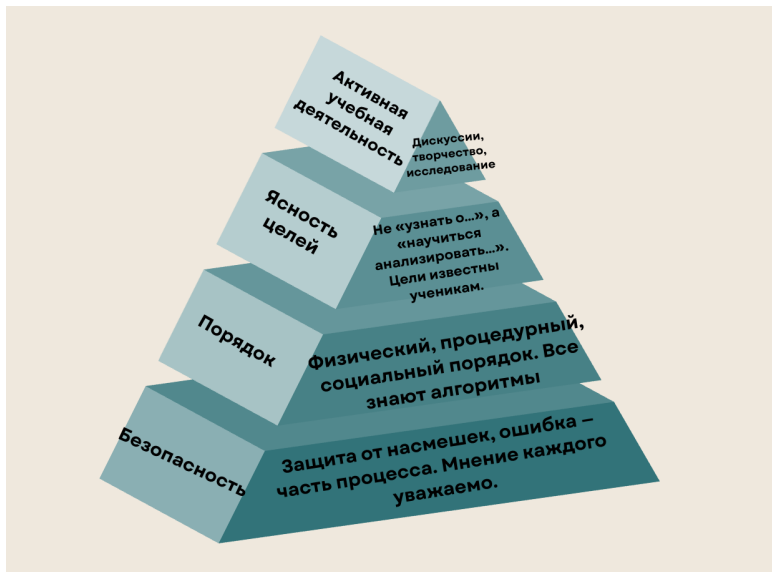 Активная
учебная
деятельность
Дискуссии,
творчество,
исследование
Ясность
целей
Не «узнать о...», а
«научиться
анализировать...».
Цели известны
ученикам.
Порядок
Физический, процедурный,
социальный порядок. Все
знают алгоритмы
Безопасность
Защита от насмешек, ошибка –
часть процесса. Мнение каждого
уважаемо.